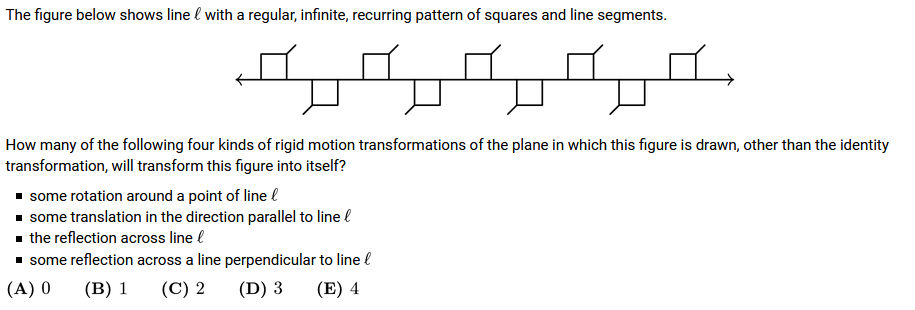 The figure below shows line ℓ with a regular, infinite, recurring pattern of squares and line segments.
How many of the following four kinds of rigid motion transformations of the plane in which this figure is drawn, other than the identity
transformation, will transform this figure into itself?
▪ some rotation around a point of line ℓ
▪ some translation in the direction parallel to line ℓ
▪ the reflection across line ℓ
▪ some reflection across a line perpendicular to line ℓ
(A) 0 (B) 1 (C) 2 (D) 3 (E) 4